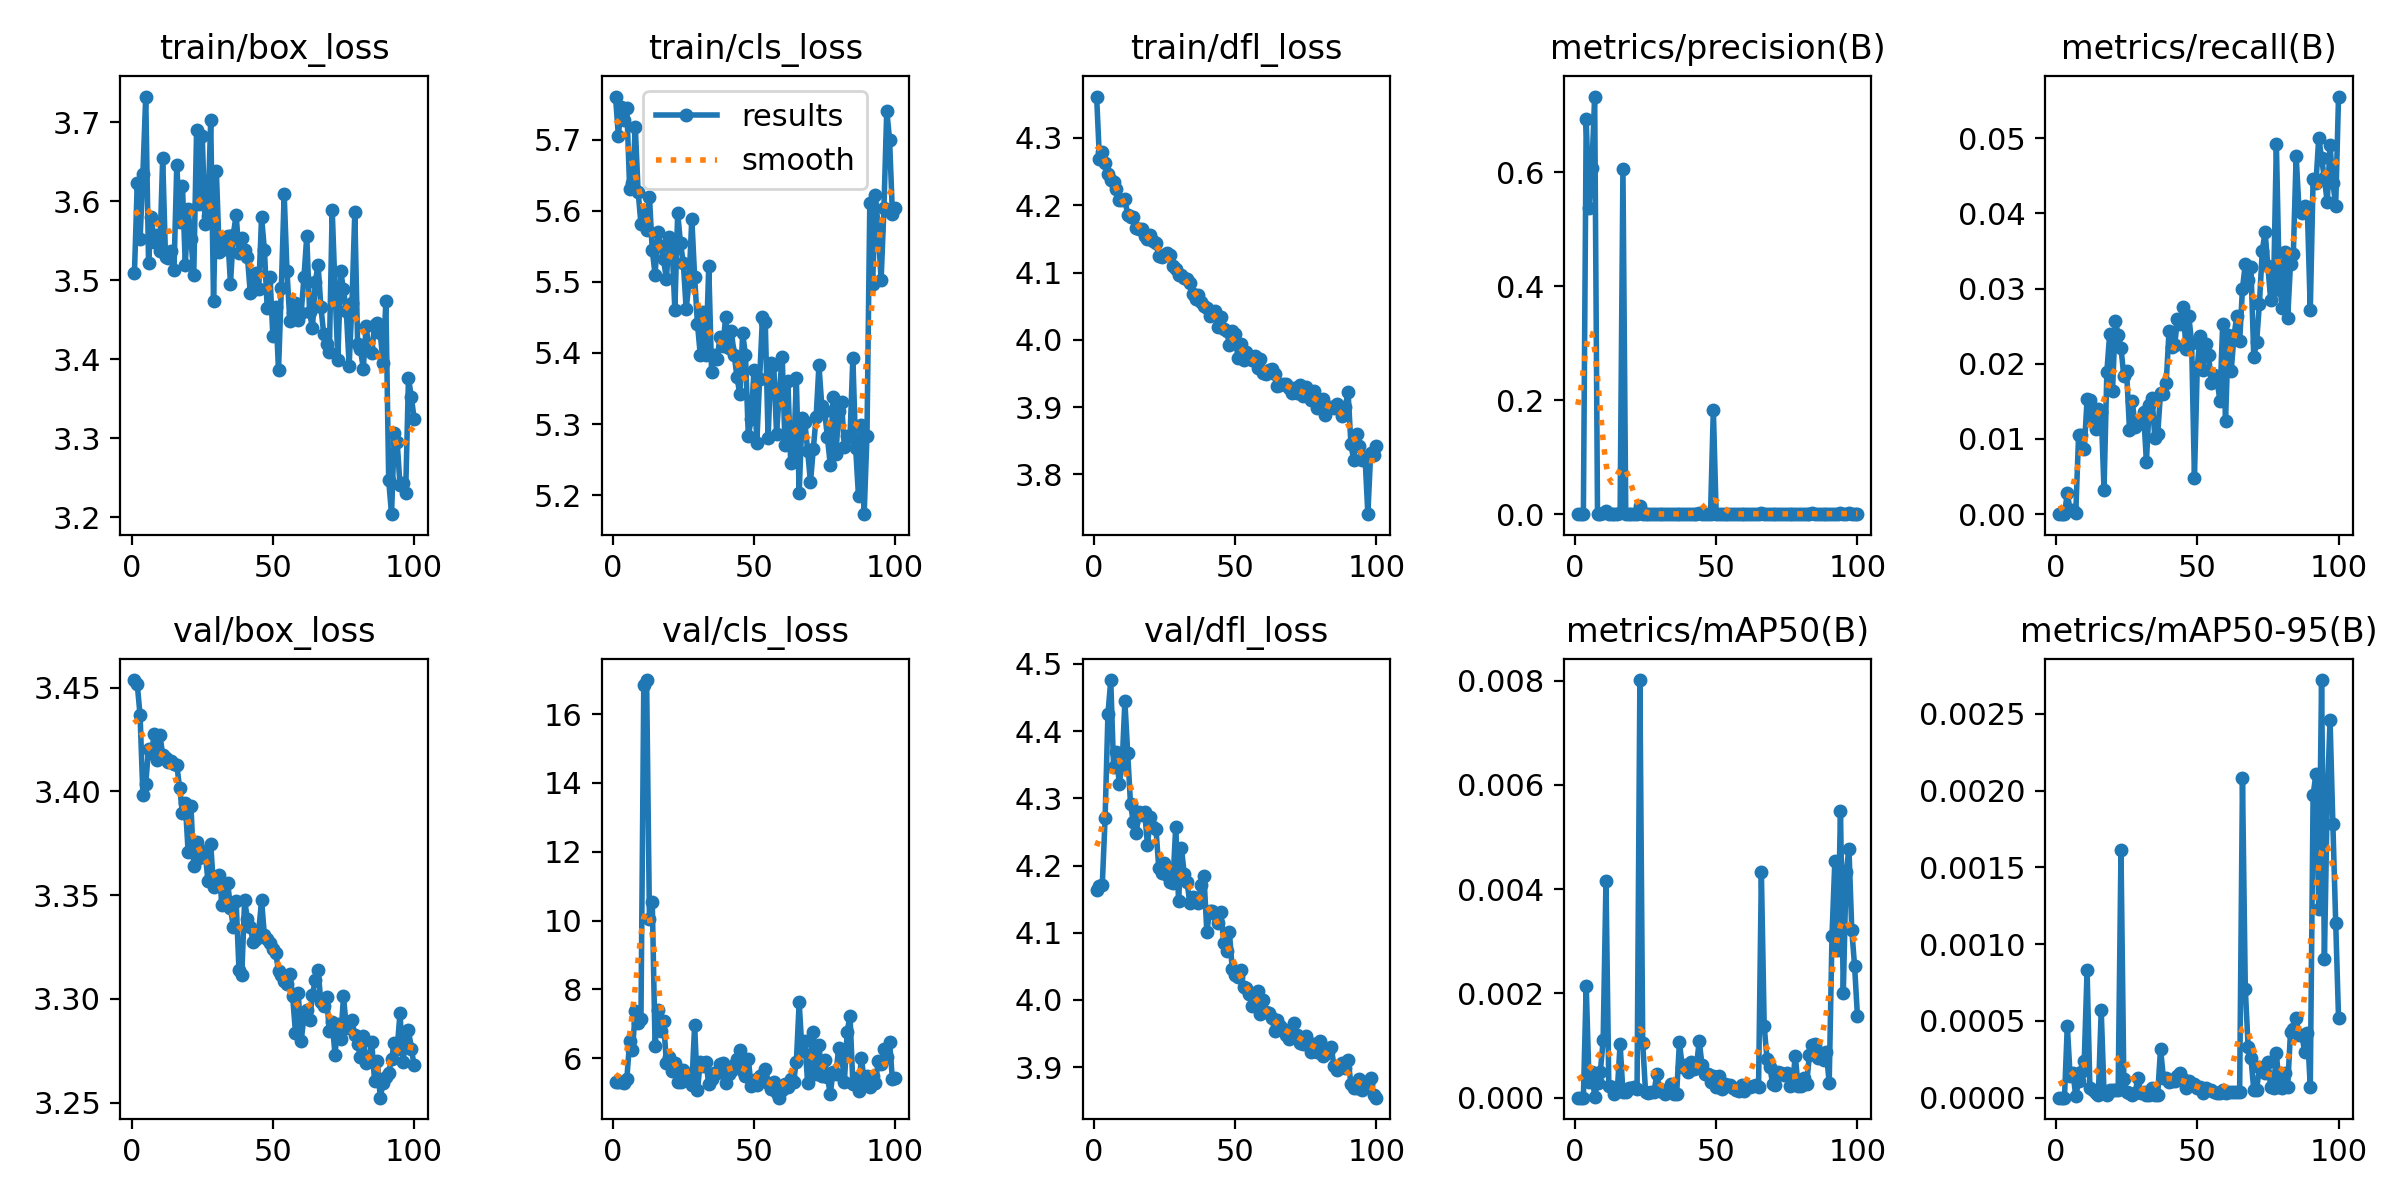 train/box_loss
3.7
3.6
3.5
3.4
3.3
3.2
0 50 100
train/cls_loss
results
smooth
5.7
5.6
5.5
5.4
5.3
5.2
0 50 100
train/dfl_loss
4.3
4.2
4.1
4.0
3.9
3.8
0 50 100
metrics/precision(B)
0.6
0.4
0.2
0.0
0 50 100
metrics/recall(B)
0.05
0.04
0.03
0.02
0.01
0.00
0 50 100
val/box_loss
3.45
3.40
3.35
3.30
3.25
0 50 100
val/cls_loss
16
14
12
10
8
6
0 50 100
val/dfl_loss
4.5
4.4
4.3
4.2
4.1
4.0
3.9
0 50 100
metrics/mAP50(B)
0.008
0.006
0.004
0.002
0.000
0 50 100
metrics/mAP50-95(B)
0.0025
0.0020
0.0015
0.0010
0.0005
0.0000
0 50 100